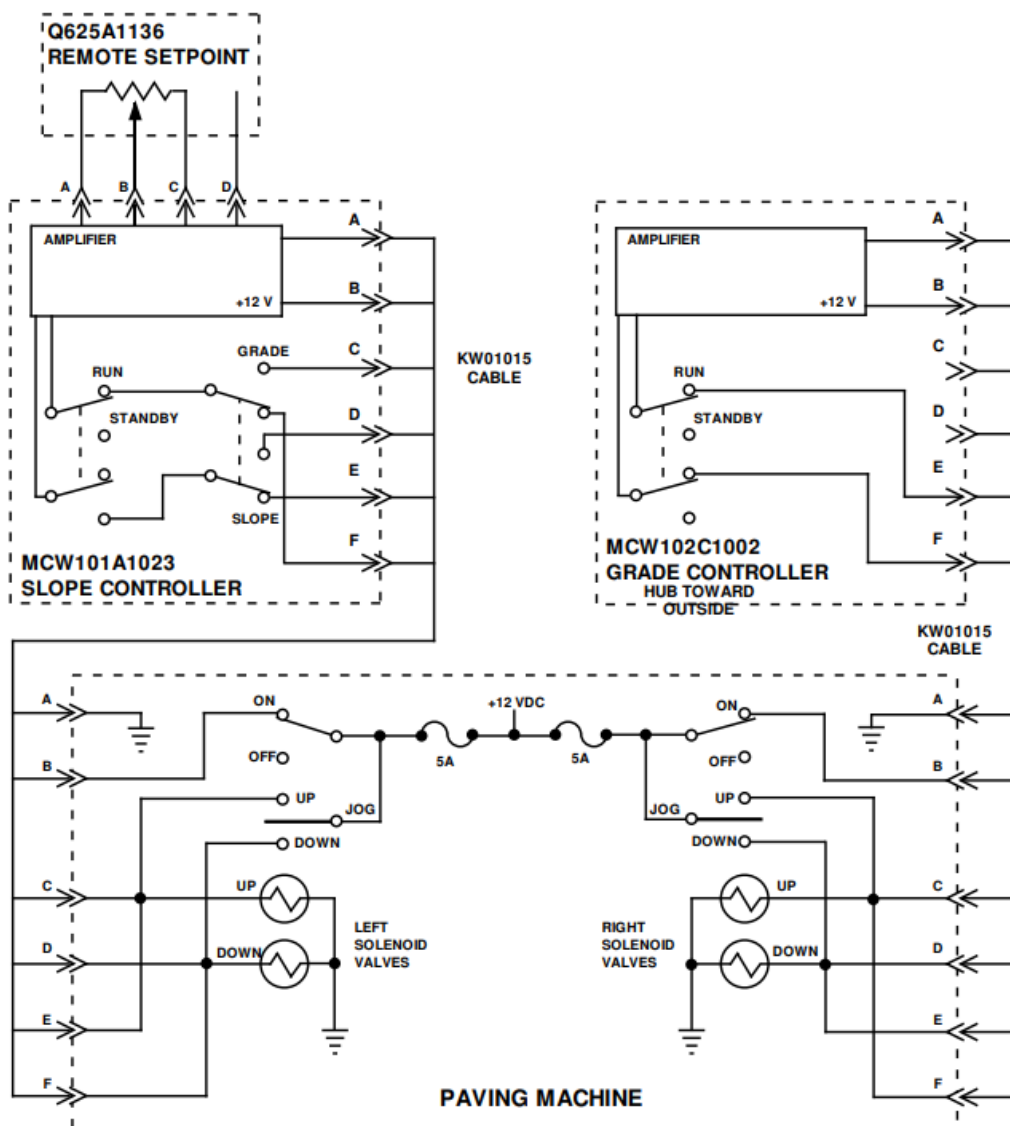 Q625A1136
REMOTE SETPOINT
A
B
C
D
AMPLIFIER
+12 V
A
B
C
D
E
F
GRADE
RUN
STANDBY
SLOPE
MCW101A1023
SLOPE CONTROLLER
KW01015
CABLE
AMPLIFIER
+12 V
A
B
C
D
E
F
RUN
STANDBY
MCW102C1002
GRADE CONTROLLER
HUB TOWARD
OUTSIDE
KW01015
CABLE
A
B
C
D
E
F
ON
OFF
UP
JOG
DOWN
+12 VDC
5A
5A
ON
OFF
UP
JOG
DOWN
UP
DOWN
LEFT
SOLENOID
VALVES
RIGHT
SOLENOID
VALVES
UP
DOWN
A
B
C
D
E
F
PAVING MACHINE